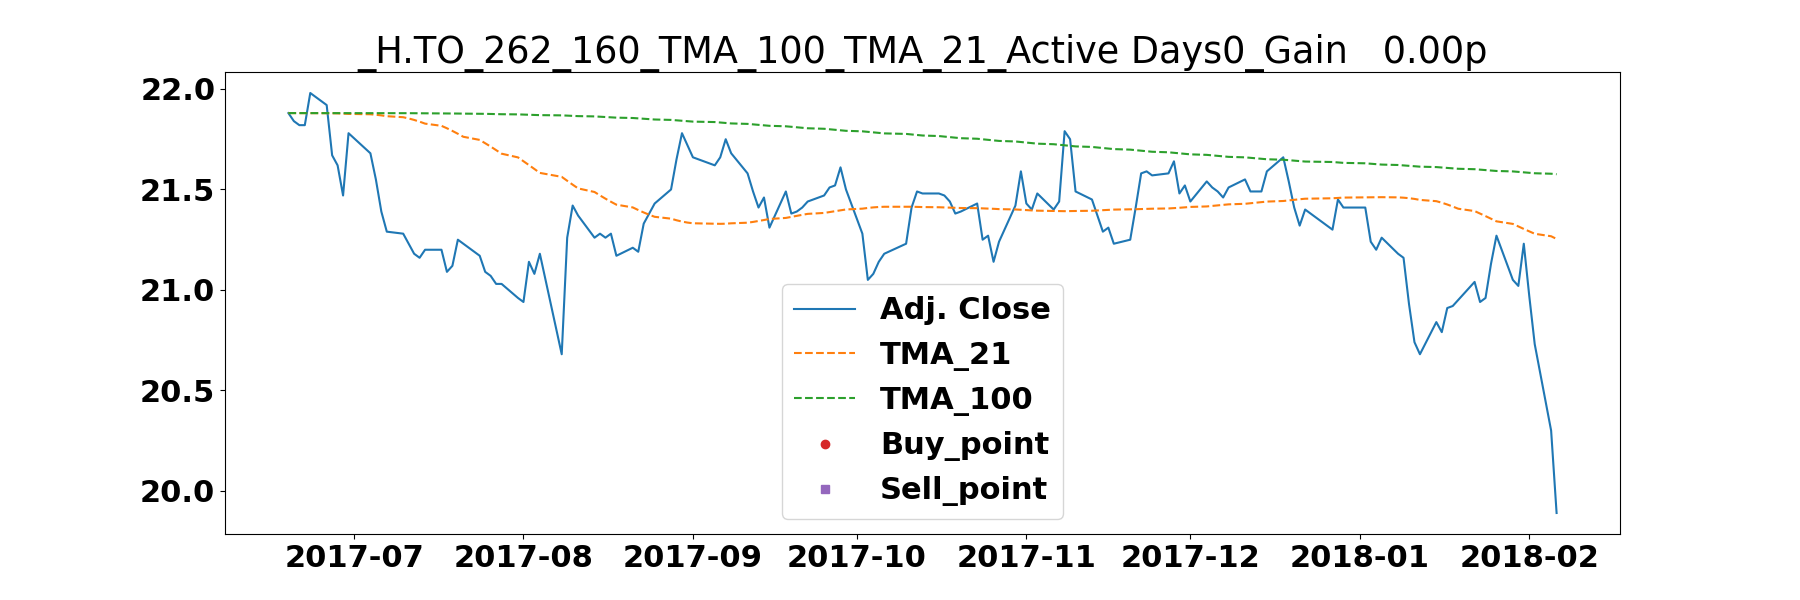 _H.TO_262_160_TMA_100_TMA_21_Active Days0_Gain   0.00p
22.0
21.5
21.0
20.5
20.0
Adj. Close
TMA_21
TMA_100
Buy_point
Sell_point
2017-07 2017-08 2017-09 2017-10 2017-11 2017-12 2018-01 2018-02